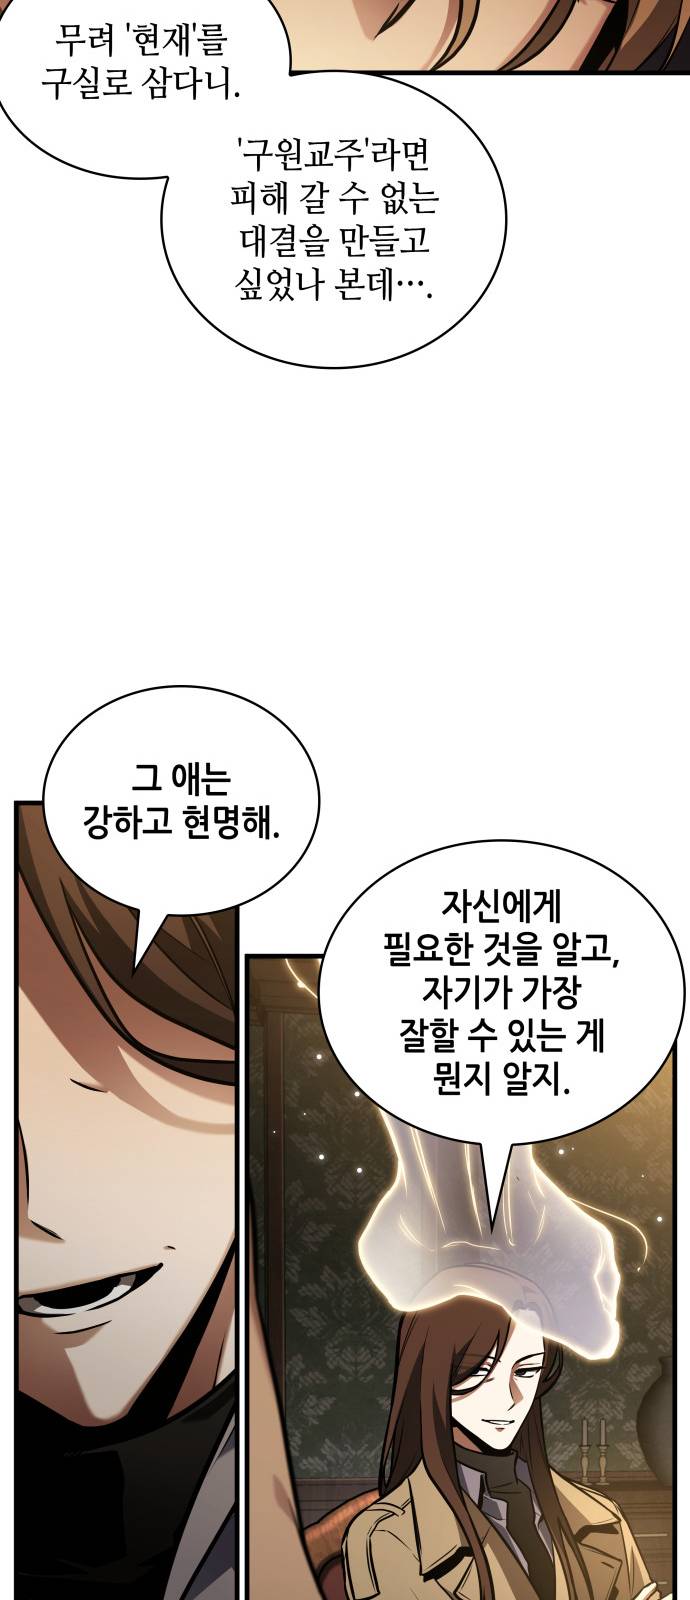 무려 '현재'를
구실로 삼다니.
'구원교주'라면
피해 갈 수 없는
대결을 만들고
싶었나 본데….
그 애는
강하고 현명해.
자신에게
필요한 것을 알고,
자기가 가장
잘할 수 있는 게
뭔지 알지.